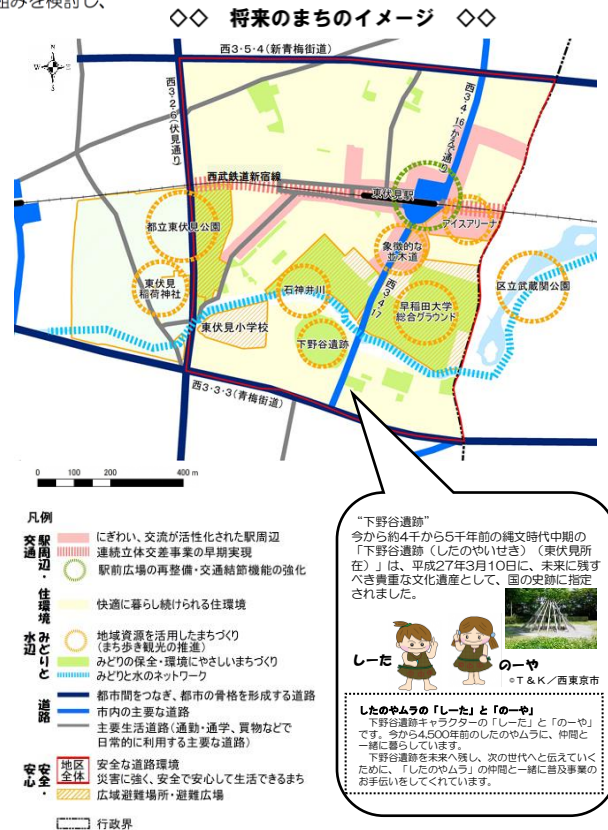 組みを検討し、
◇◇ 将来のまちのイメージ ◇◇
西3・5・4(新青梅街道)
西3・2・6(伏見通り)
西3・4・16(かえで通り)
西武鉄道新宿線
東伏見駅
都立東伏見公園
アイスアリーナ
象徴的な
並木道
東伏見
稲荷神社
石神井川
早稲田大学
総合グラウンド
区立武蔵関公園
東伏見小学校
下野谷遺跡
西3・4・17
西3・3・3(青梅街道)
N
W
E
S
0 100 200 400 m
凡例
駅周辺・交通
にぎわい、交流が活性化された駅周辺
連続立体交差事業の早期実現
駅前広場の再整備・交通結節機能の強化
住環境
快適に暮らし続けられる住環境
みどりと水辺
地域資源を活用したまちづくり
(まち歩き観光の推進)
みどりの保全・環境にやさしいまちづくり
みどりと水のネットワーク
道路
都市間をつなぎ、都市の骨格を形成する道路
市内の主要な道路
主要生活道路(通勤・通学、買物などで
日常的に利用する主要な道路)
安全・安心
地区
全体
安全な道路環境
災害に強く、安全で安心して生活できるまち
広域避難場所・避難広場
行政界
“下野谷遺跡”
今から約4千から5千年前の縄文時代中期の
「下野谷遺跡（したのやいせき）（東伏見所
在）」は、平成27年3月10日に、未来に残す
べき貴重な文化遺産として、国の史跡に指定
されました。
しーた
のーや
©T&K／西東京市
したのやムラの「しーた」と「のーや」
下野谷遺跡キャラクターの「しーた」と「のーや」
です。今から4,500年前のしたのやムラに、仲間と
一緒に暮らしています。
下野谷遺跡を未来へ残し、次の世代へと伝えていく
ために、「したのやムラ」の仲間と一緒に普及事業の
お手伝いをしてくれています。